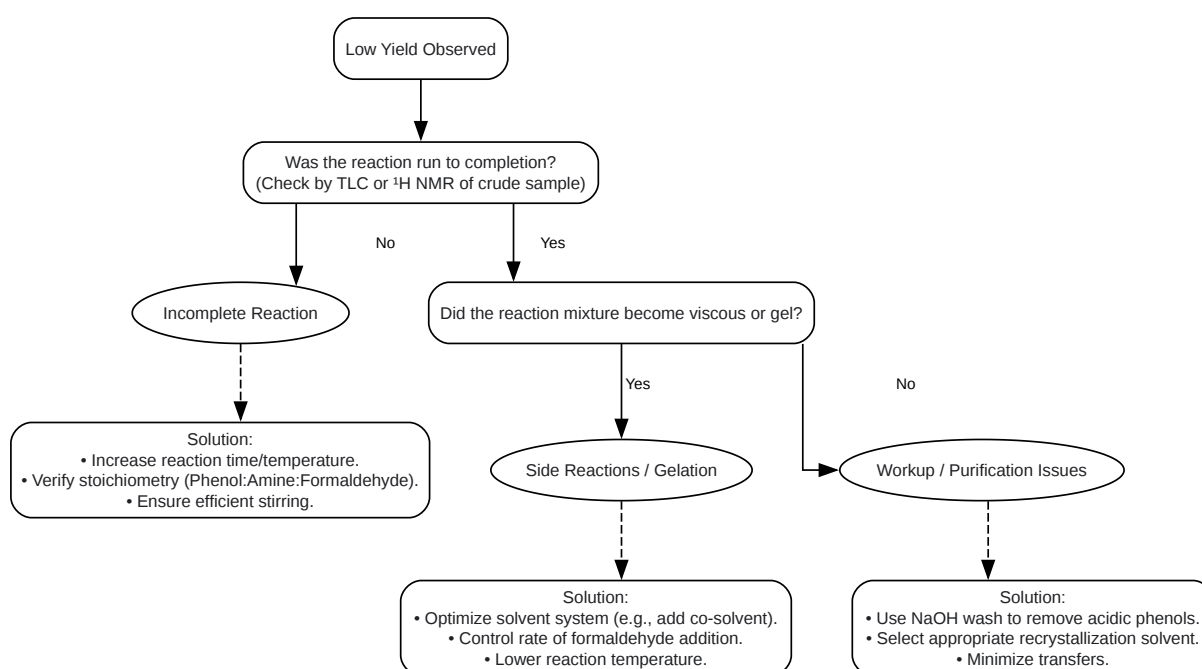 Low Yield Observed
Was the reaction run to completion?
(Check by TLC or ¹H NMR of crude sample)
No
Yes
Incomplete Reaction
Did the reaction mixture become viscous or gel?
Solution:
• Increase reaction time/temperature.
• Verify stoichiometry (Phenol:Amine:Formaldehyde).
• Ensure efficient stirring.
Yes
No
Side Reactions / Gelation
Workup / Purification Issues
Solution:
• Optimize solvent system (e.g., add co-solvent).
• Control rate of formaldehyde addition.
• Lower reaction temperature.
Solution:
• Use NaOH wash to remove acidic phenols.
• Select appropriate recrystallization solvent.
• Minimize transfers.